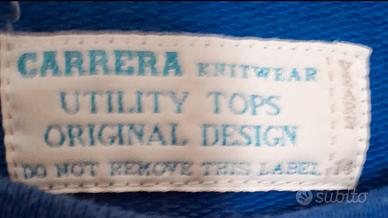 CARRERA KNITWEAR
UTILITY TOPS
ORIGINAL DESIGN
DO NOT REMOVE THIS LABEL
subito